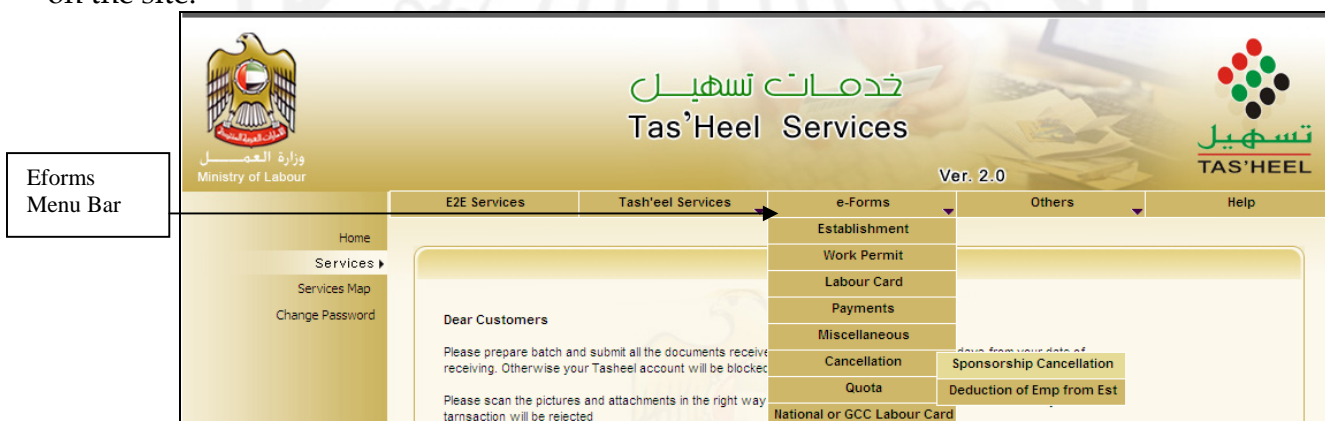 on the site.
خدمات تسهيل
Tas'Heel Services
وزارة العمل
Ministry of Labour
تسهيل
TAS'HEEL
Ver. 2.0
Eforms
Menu Bar
E2E Services
Tash'eel Services
e-Forms
Others
Help
Home
Services
Services Map
Change Password
Establishment
Work Permit
Labour Card
Payments
Miscellaneous
Cancellation
Quota
National or GCC Labour Card
Sponsorship Cancellation
Deduction of Emp from Est
Dear Customers
Please prepare batch and submit all the documents receive days from your date of
receiving. Otherwise your Tasheel account will be blocked
Please scan the pictures and attachments in the right way
tarnsaction will be rejected